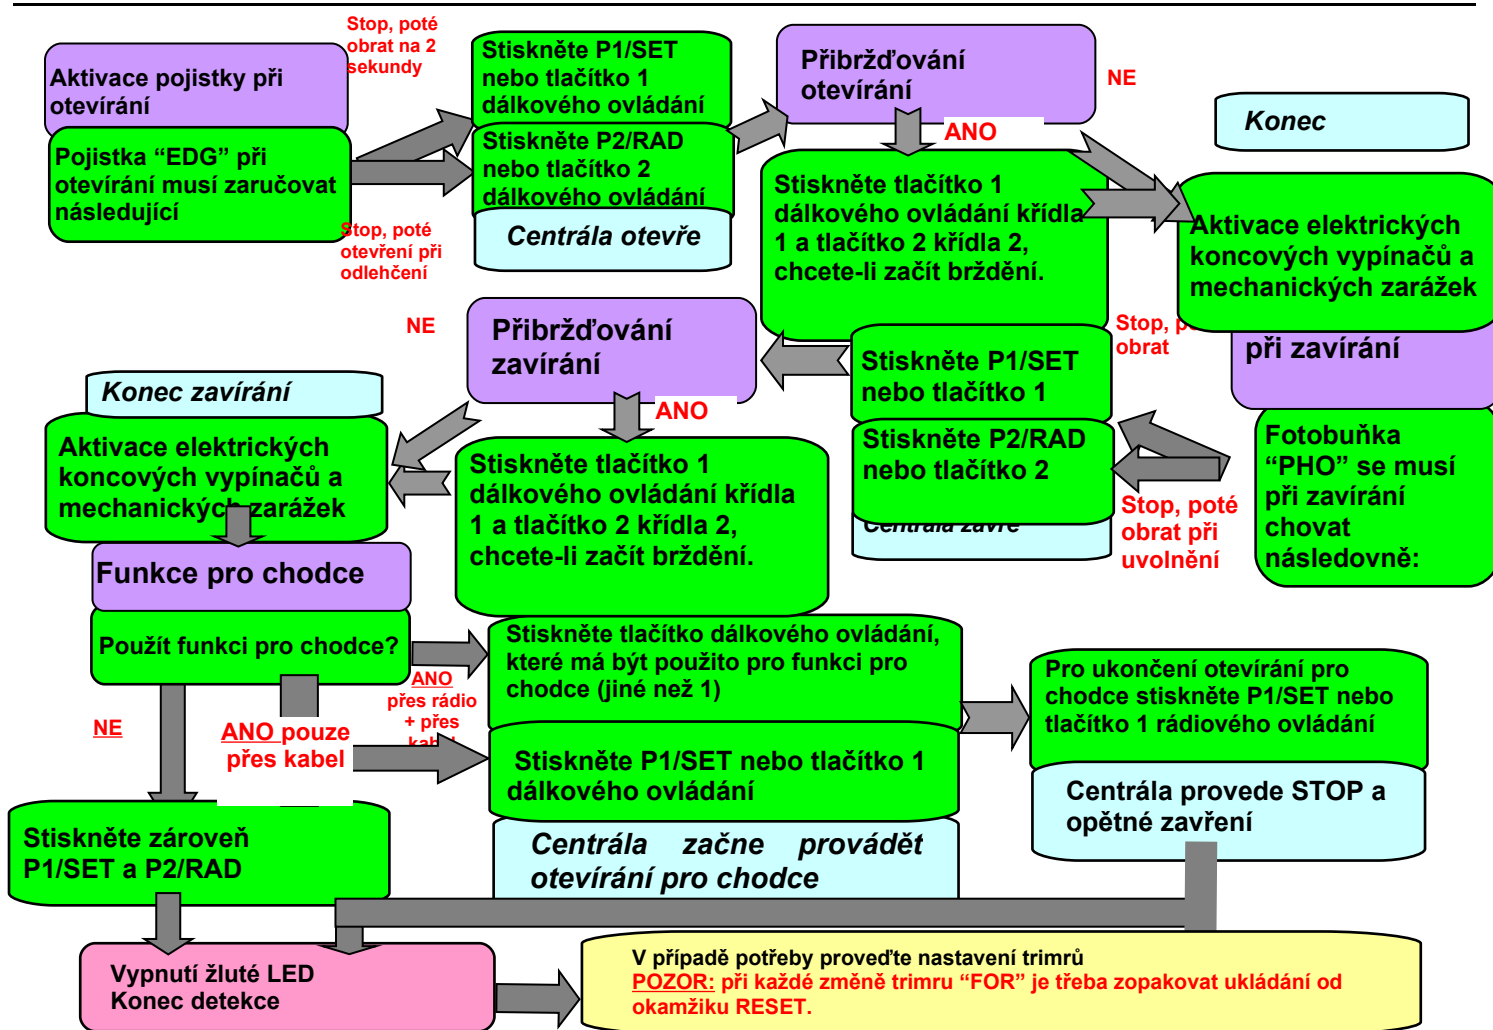 Stop, poté
obrat na 2
sekundy
Aktivace pojistky při
otevírání
Pojistka “EDG” při
otevírání musí zaručovat
následující
Stop, poté
otevření při
odlehčení
Stiskněte P1/SET
nebo tlačítko 1
dálkového ovládání
Stiskněte P2/RAD
nebo tlačítko 2
dálkového ovládání
Centrála otevře
Přibržďování
otevírání
NE
ANO
Stiskněte tlačítko 1
dálkového ovládání křídla
1 a tlačítko 2 křídla 2,
chcete-li začít brždění.
Konec
Aktivace elektrických
koncových vypínačů a
mechanických zarážek
při zavírání
Fotobuňka
“PHO” se musí
při zavírání
chovat
následovně:
Stop, poté
obrat
Stop, poté
obrat při
uvolnění
Stiskněte P1/SET
nebo tlačítko 1
Stiskněte P2/RAD
nebo tlačítko 2
Centrála zavře
Přibržďování
zavírání
NE
ANO
Stiskněte tlačítko 1
dálkového ovládání křídla
1 a tlačítko 2 křídla 2,
chcete-li začít brždění.
Konec zavírání
Aktivace elektrických
koncových vypínačů a
mechanických zarážek
Funkce pro chodce
Použít funkci pro chodce?
NE
ANO pouze
přes kabel
ANO
přes rádio
+ přes
kabel
Stiskněte tlačítko dálkového ovládání,
které má být použito pro funkci pro
chodce (jiné než 1)
Stiskněte P1/SET nebo tlačítko 1
dálkového ovládání
Centrála začne provádět
otevírání pro chodce
Pro ukončení otevírání pro
chodce stiskněte P1/SET nebo
tlačítko 1 rádiového ovládání
Centrála provede STOP a
opětné zavření
Stiskněte zároveň
P1/SET a P2/RAD
Vypnutí žluté LED
Konec detekce
V případě potřeby proveďte nastavení trimrů
POZOR: při každé změně trimru “FOR” je třeba zopakovat ukládání od
okamžiku RESET.